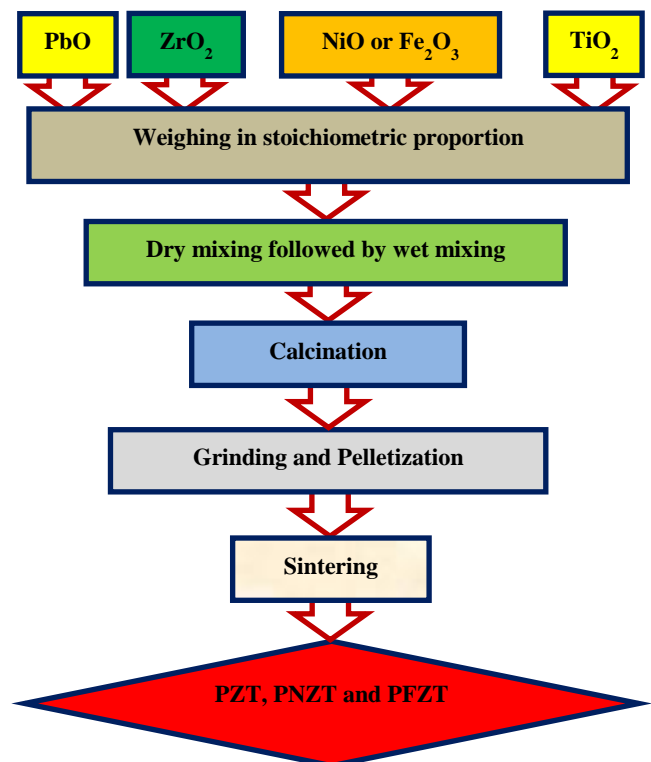 PbO
ZrO₂
NiO or Fe₂O₃
TiO₂
Weighing in stoichiometric proportion
Dry mixing followed by wet mixing
Calcination
Grinding and Pelletization
Sintering
PZT, PNZT and PFZT